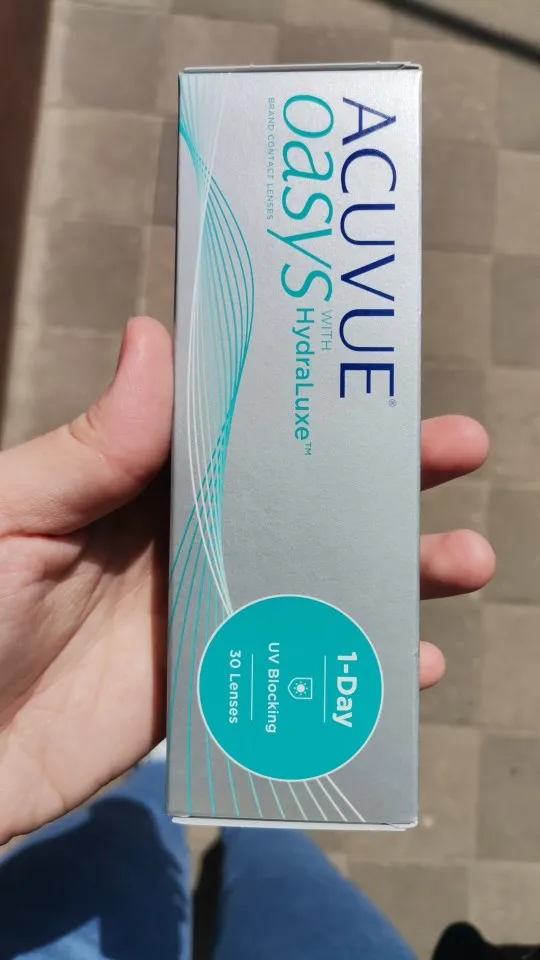 ACUVUE®
oasys WITH
HydraLuxe™
BRAND CONTACT LENSES
1-Day
UV Blocking
30 Lenses